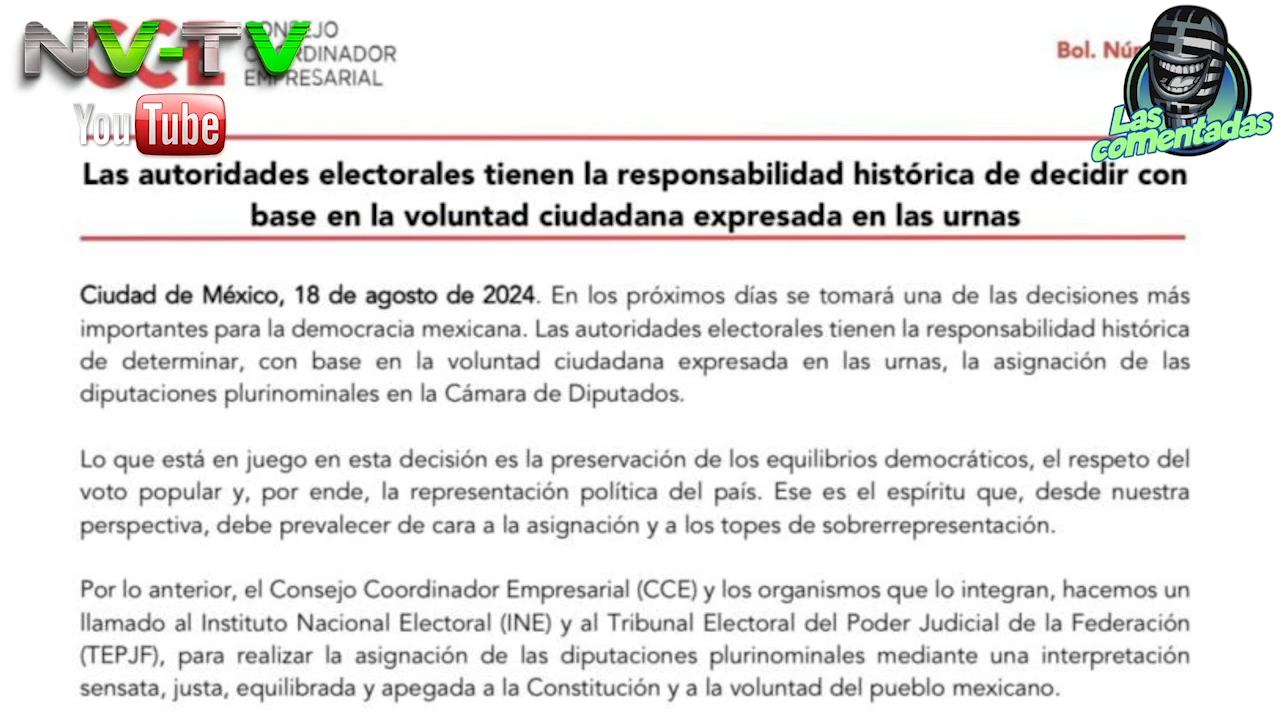 NV-TV
YouTube
CONSEJO
COORDINADOR
EMPRESARIAL
Bol.
Las
comentadas
Las autoridades electorales tienen la responsabilidad histórica de decidir con
base en la voluntad ciudadana expresada en las urnas
Ciudad de México, 18 de agosto de 2024. En los próximos días se tomará una de las decisiones más
importantes para la democracia mexicana. Las autoridades electorales tienen la responsabilidad histórica
de determinar, con base en la voluntad ciudadana expresada en las urnas, la asignación de las
diputaciones plurinominales en la Cámara de Diputados.
Lo que está en juego en esta decisión es la preservación de los equilibrios democráticos, el respeto del
voto popular y, por ende, la representación política del país. Ese es el espíritu que, desde nuestra
perspectiva, debe prevalecer de cara a la asignación y a los topes de sobrerrepresentación.
Por lo anterior, el Consejo Coordinador Empresarial (CCE) y los organismos que lo integran, hacemos un
llamado al Instituto Nacional Electoral (INE) y al Tribunal Electoral del Poder Judicial de la Federación
(TEPJF), para realizar la asignación de las diputaciones plurinominales mediante una interpretación
sensata, justa, equilibrada y apegada a la Constitución y a la voluntad del pueblo mexicano.